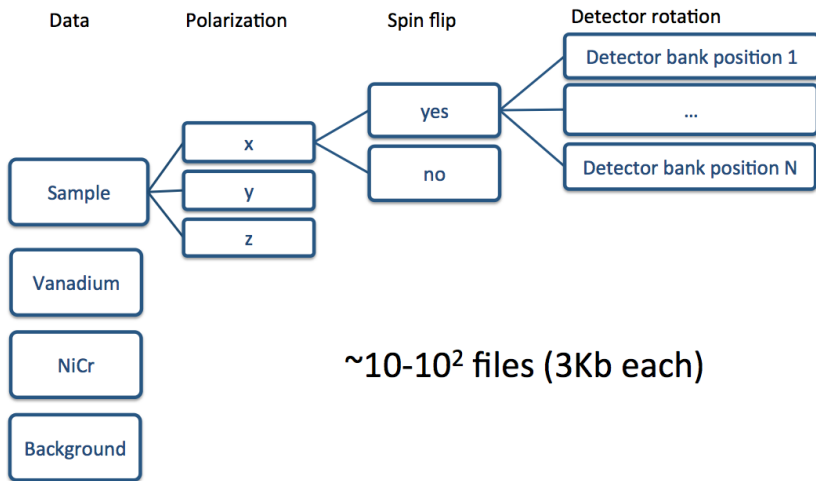 Data
Polarization
Spin flip
Detector rotation
Sample
Vanadium
NiCr
Background
x
y
z
yes
no
Detector bank position 1
...
Detector bank position N
~10-10² files (3Kb each)